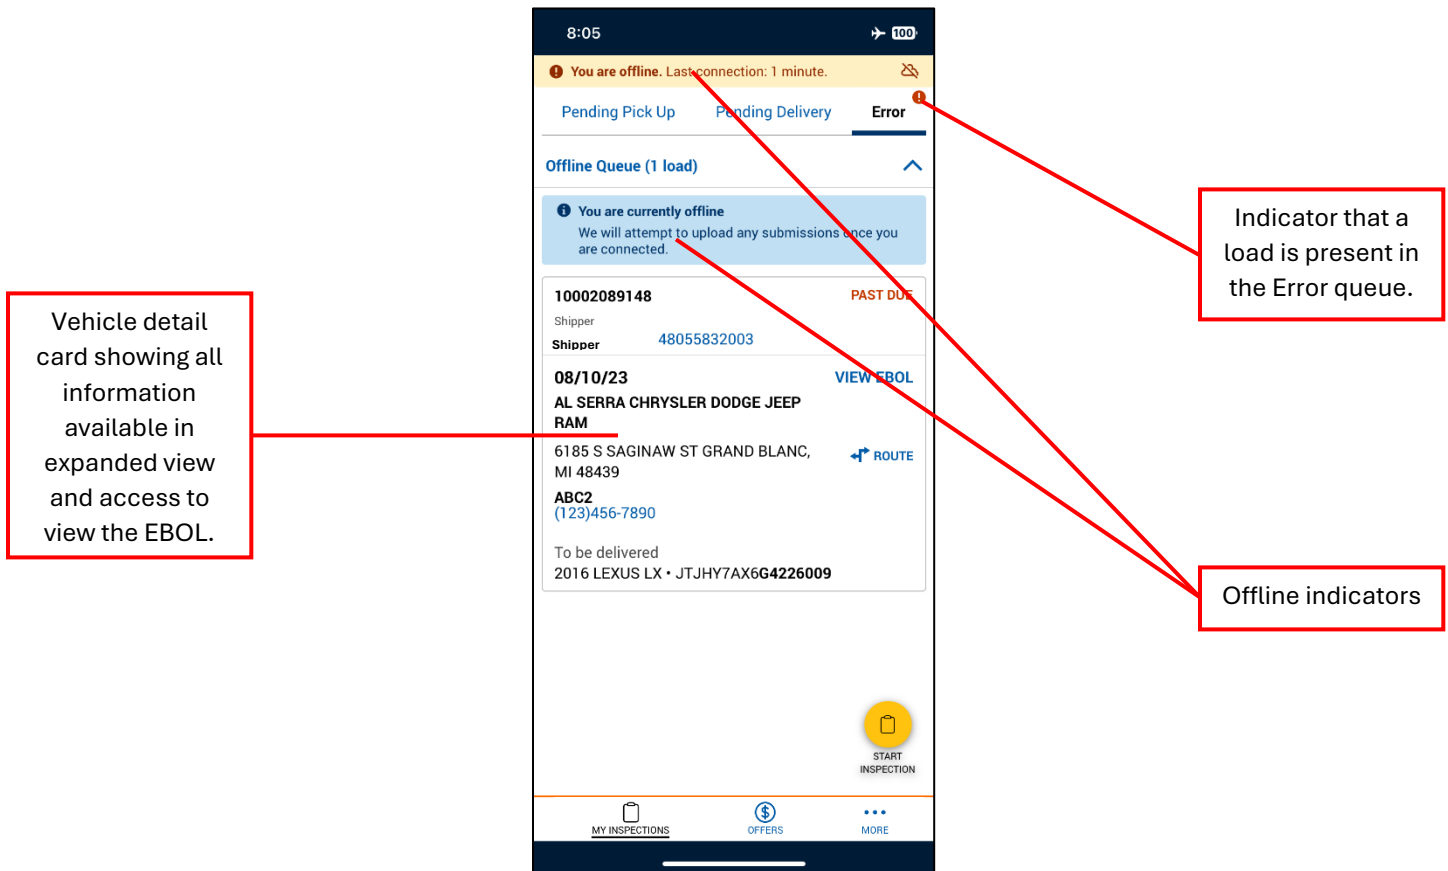 8:05
100
You are offline. Last connection: 1 minute.
Pending Pick Up
Pending Delivery
Error
Offline Queue (1 load)
You are currently offline
We will attempt to upload any submissions once you
are connected.
10002089148
PAST DUE
Shipper
Shipper
48055832003
08/10/23
VIEW EBOL
AL SERRA CHRYSLER DODGE JEEP
RAM
6185 S SAGINAW ST GRAND BLANC,
MI 48439
ROUTE
ABC2
(123)456-7890
To be delivered
2016 LEXUS LX • JTJHY7AX6G4226009
START
INSPECTION
MY INSPECTIONS
OFFERS
MORE
Vehicle detail
card showing all
information
available in
expanded view
and access to
view the EBOL.
Indicator that a
load is present in
the Error queue.
Offline indicators